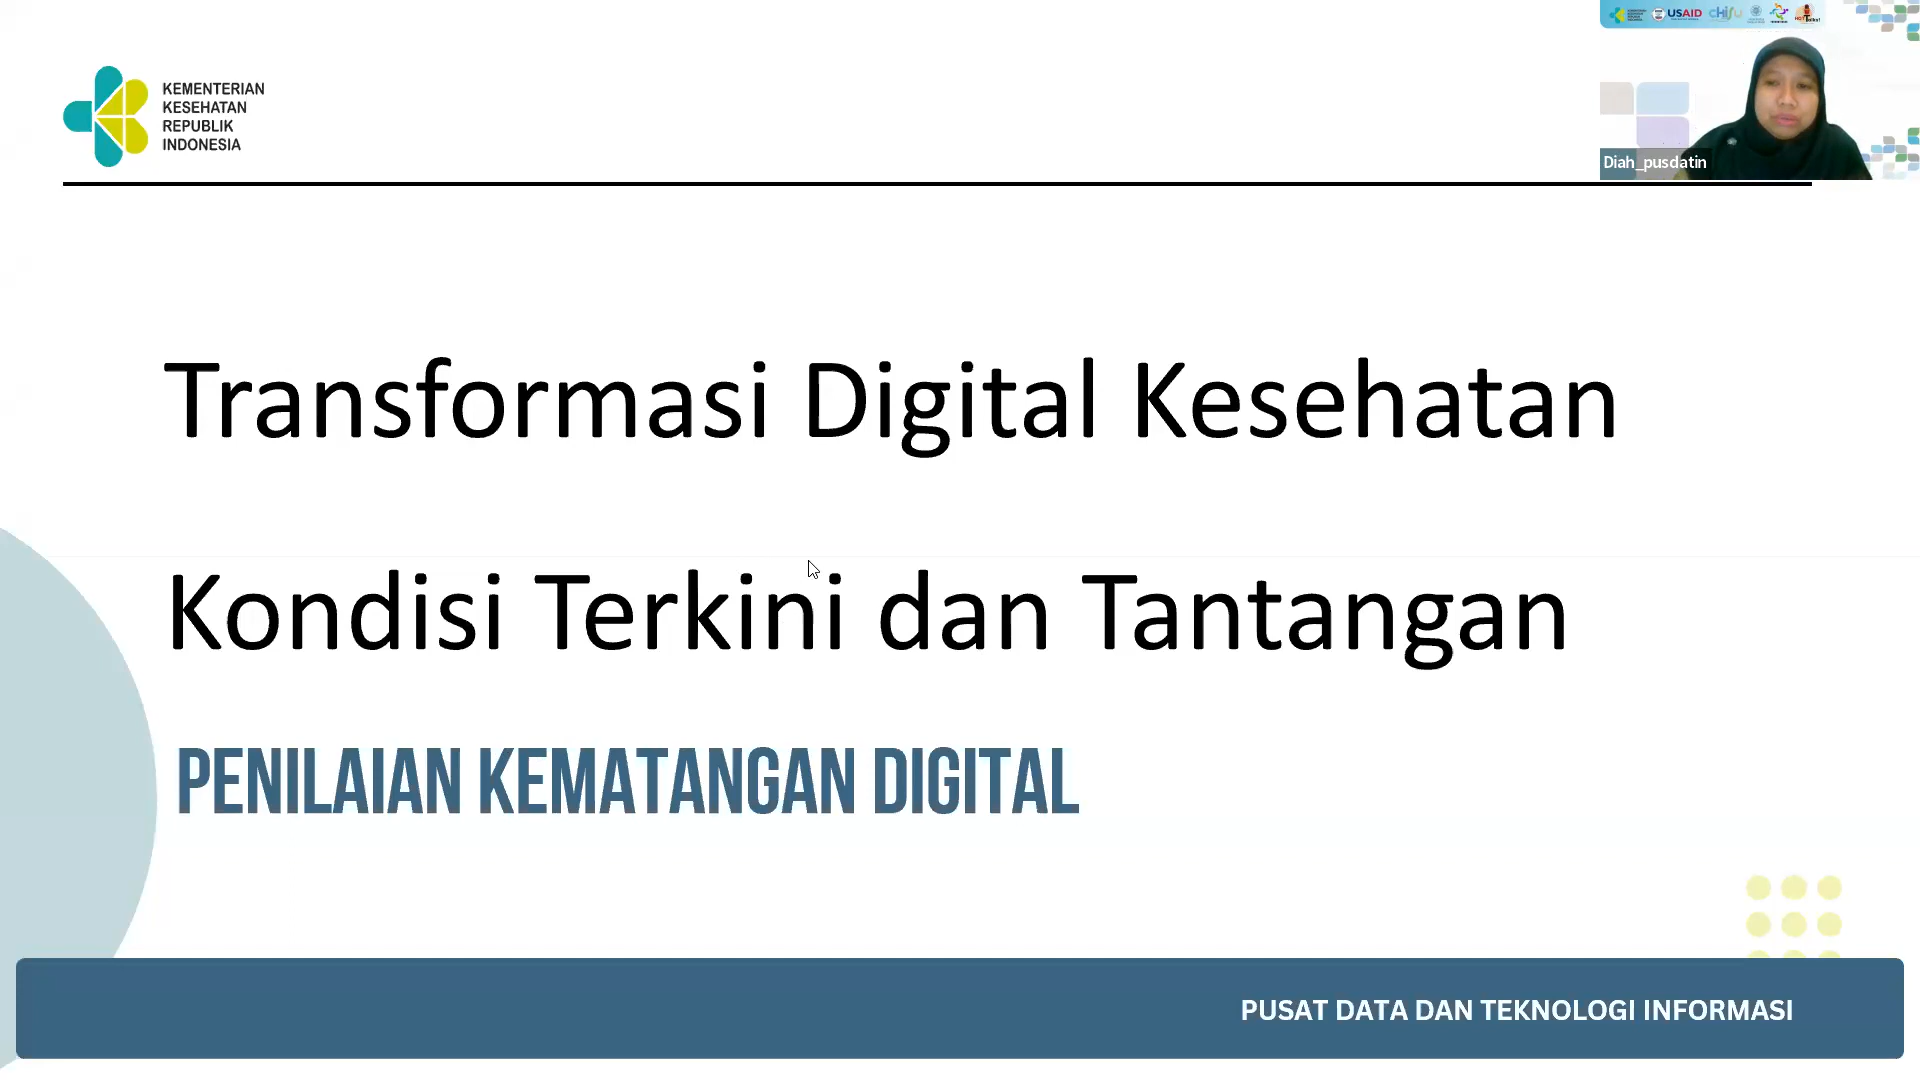 KEMENTERIAN
KESEHATAN
REPUBLIK
INDONESIA
USAID
CHISU
Diah_pusdatin
Transformasi Digital Kesehatan
Kondisi Terkini dan Tantangan
PENILAIAN KEMATANGAN DIGITAL
PUSAT DATA DAN TEKNOLOGI INFORMASI